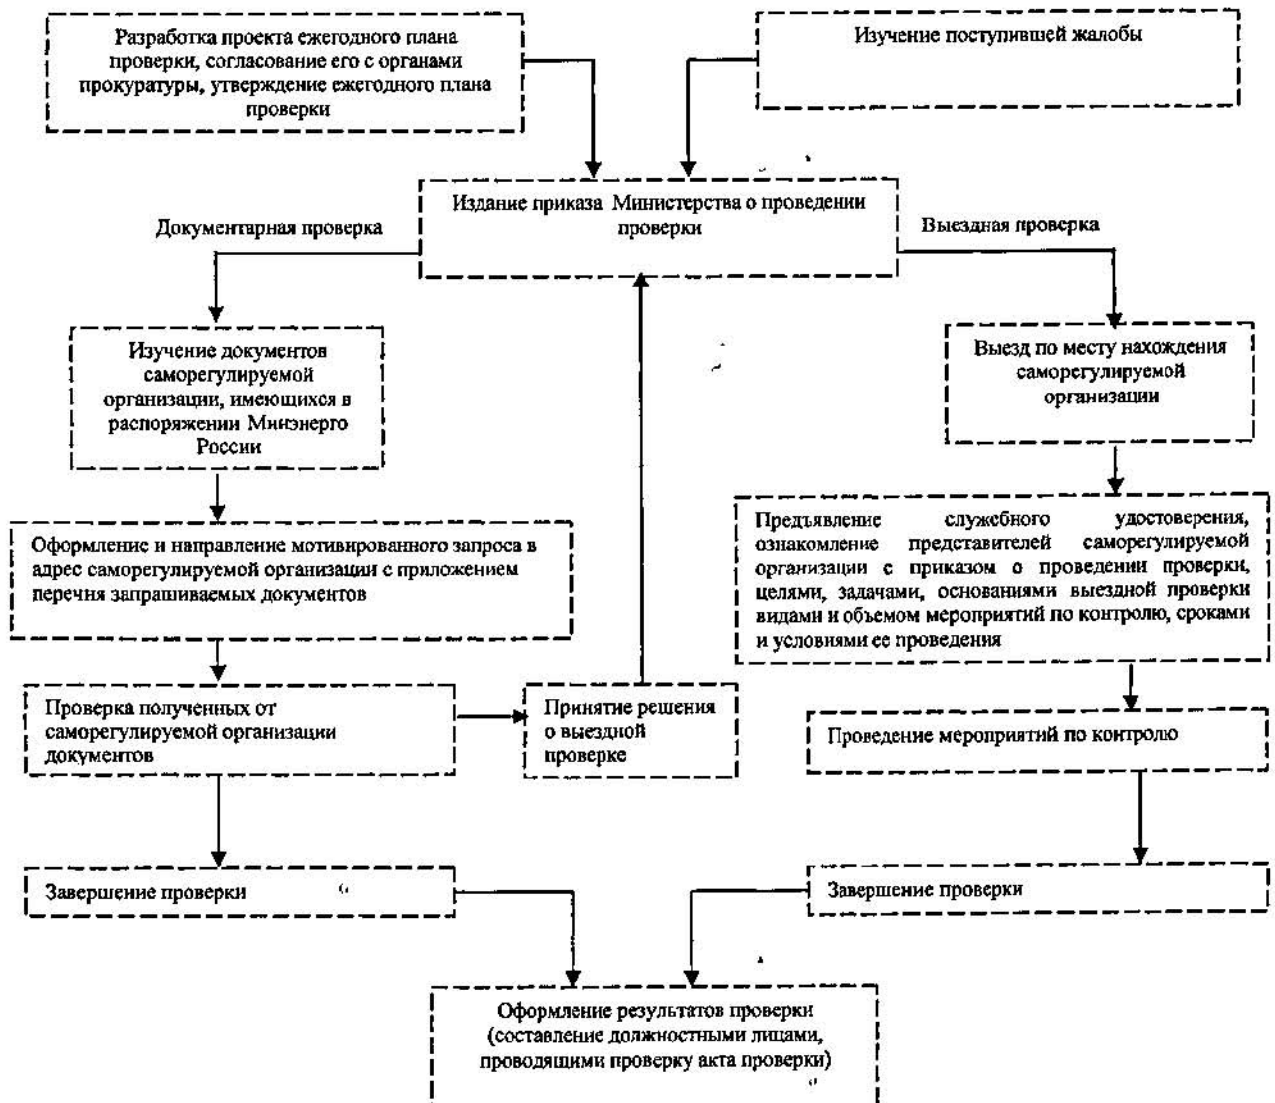 Разработка проекта ежегодного плана
проверки, согласование его с органами
прокуратуры, утверждение ежегодного плана
проверки
Изучение поступившей жалобы
Издание приказа Министерства о проведении
проверки
Документарная проверка
Выездная проверка
Изучение документов
саморегулируемой
организации, имеющихся в
распоряжении Минэнерго
России
Выезд по месту нахождения
саморегулируемой
организации
Оформление и направление мотивированного запроса в
адрес саморегулируемой организации с приложением
перечня запрашиваемых документов
Предъявление служебного удостоверения,
ознакомление представителей саморегулируемой
организации с приказом о проведении проверки,
целями, задачами, основаниями выездной проверки
видами и объемом мероприятий по контролю, сроками
и условиями ее проведения
Проверка полученных от
саморегулируемой организации
документов
Принятие решения
о выездной
проверке
Проведение мероприятий по контролю
Завершение проверки
Завершение проверки
Оформление результатов проверки
(составление должностными лицами,
проводящими проверку акта проверки)